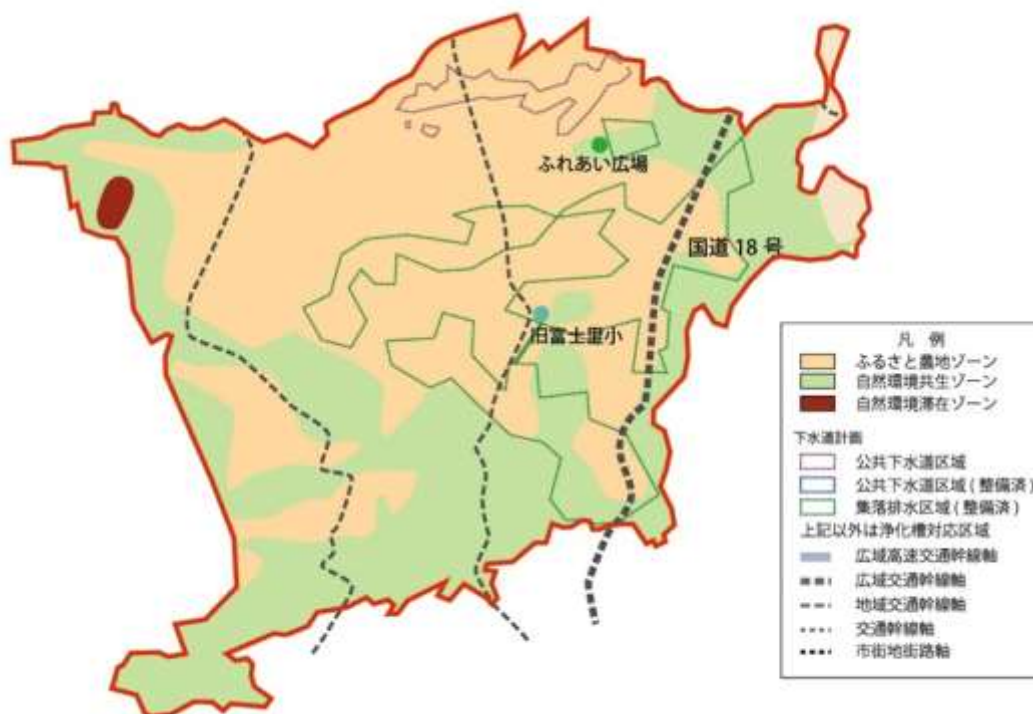 ふれあい広場
国道 18 号
旧富士里小
凡 例
ふるさと農地ゾーン
自然環境共生ゾーン
自然環境滞在ゾーン
下水道計画
公共下水道区域
公共下水道区域 ( 整備済 )
集落排水区域 ( 整備済 )
上記以外は浄化槽対応区域
広域高速交通幹線軸
広域交通幹線軸
地域交通幹線軸
交通幹線軸
市街地街路軸